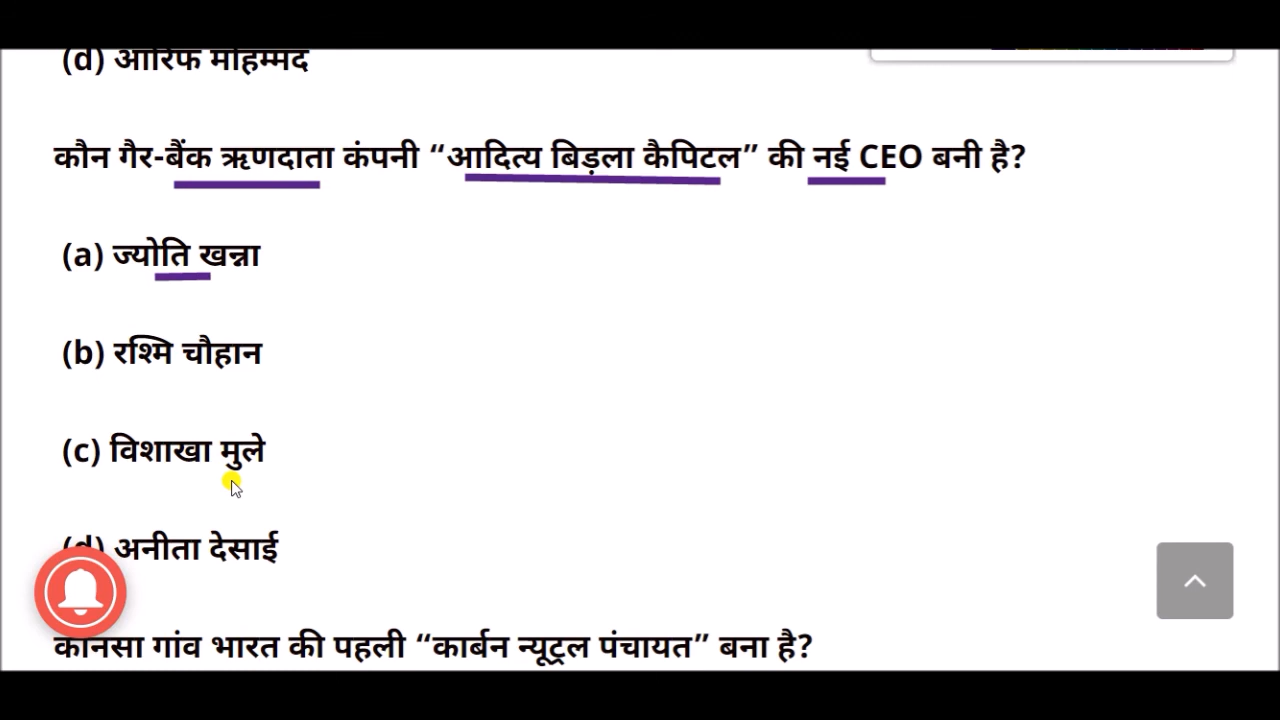 (d) आरिफ मोहम्मद
कौन गैर-बैंक ऋणदाता कंपनी “आदित्य बिड़ला कैपिटल” की नई CEO बनी है?
(a) ज्योति खन्ना
(b) रश्मि चौहान
(c) विशाखा मुले
(d) अनीता देसाई
कौनसा गांव भारत की पहली “कार्बन न्यूट्रल पंचायत” बना है?